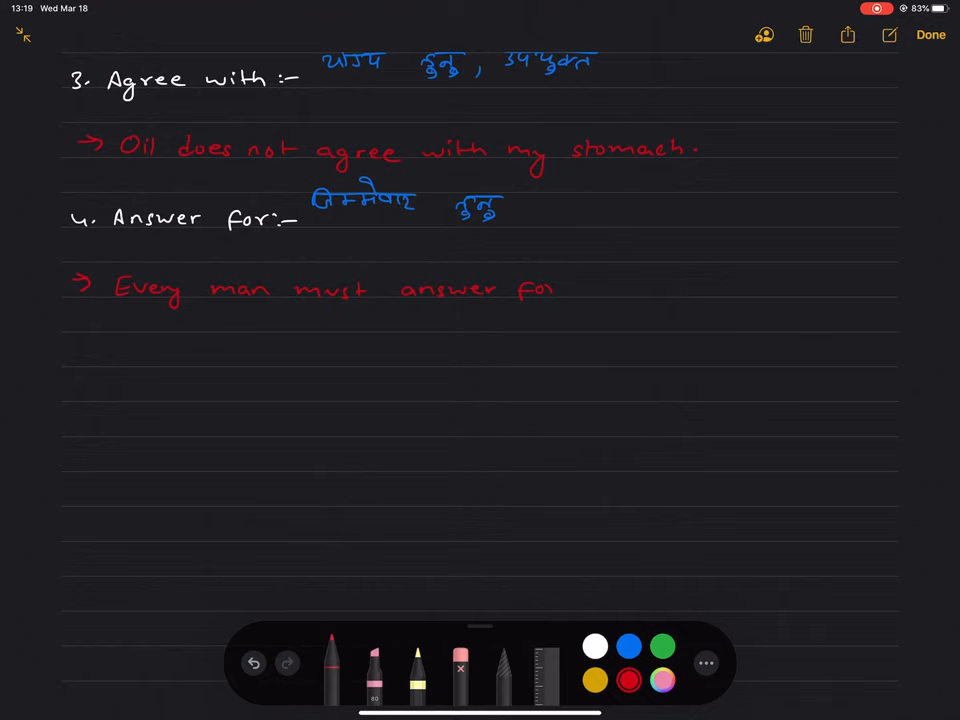 13:19 Wed Mar 18 83%
Done
योग्य हुनु, उपयुक्त
3. Agree with :-
→ Oil does not agree with my stomach.
जिम्मेवार हुनु
4. Answer for:-
→ Every man must answer for
80